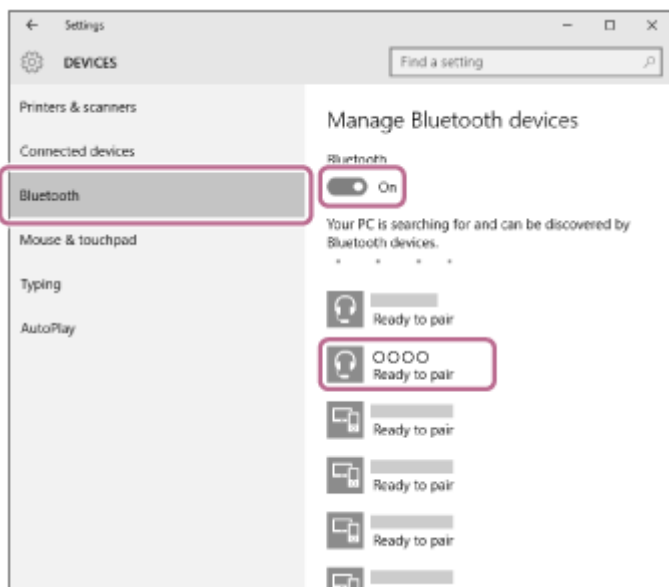 Settings
DEVICES
Find a setting
Printers & scanners
Connected devices
Bluetooth
Mouse & touchpad
Typing
AutoPlay
Manage Bluetooth devices
Bluetooth
On
Your PC is searching for and can be discovered by
Bluetooth devices.
Ready to pair
OOOO
Ready to pair
Ready to pair
Ready to pair
Ready to pair